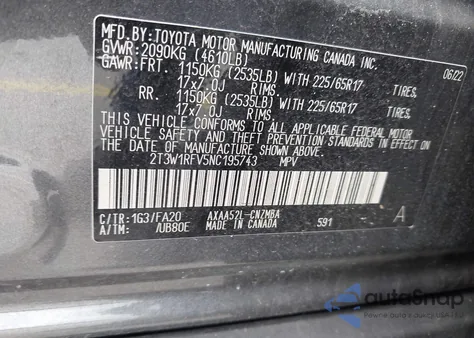 MFD.BY:TOYOTA MOTOR MANUFACTURING CANADA INC.
GVWR:2090KG (4610LB) 06/22
GAWR:FRT. 1150KG (2535LB) WITH 225/65R17 TIRES,
17x7.0J RIMS.
RR. 1150KG (2535LB) WITH 225/65R17 TIRES,
17x7.0J RIMS.
THIS VEHICLE CONFORMS TO ALL APPLICABLE FEDERAL MOTOR
VEHICLE SAFETY AND THEFT PREVENTION STANDARDS IN EFFECT ON
THE DATE OF MANUFACTURE SHOWN ABOVE.
2T3W1RFV5NC195743 MPV
C/TR:1G3/FA20 AXAA52L-CNZMBA 591 A
A/TM: /UB80E MADE IN CANADA
autoSnap